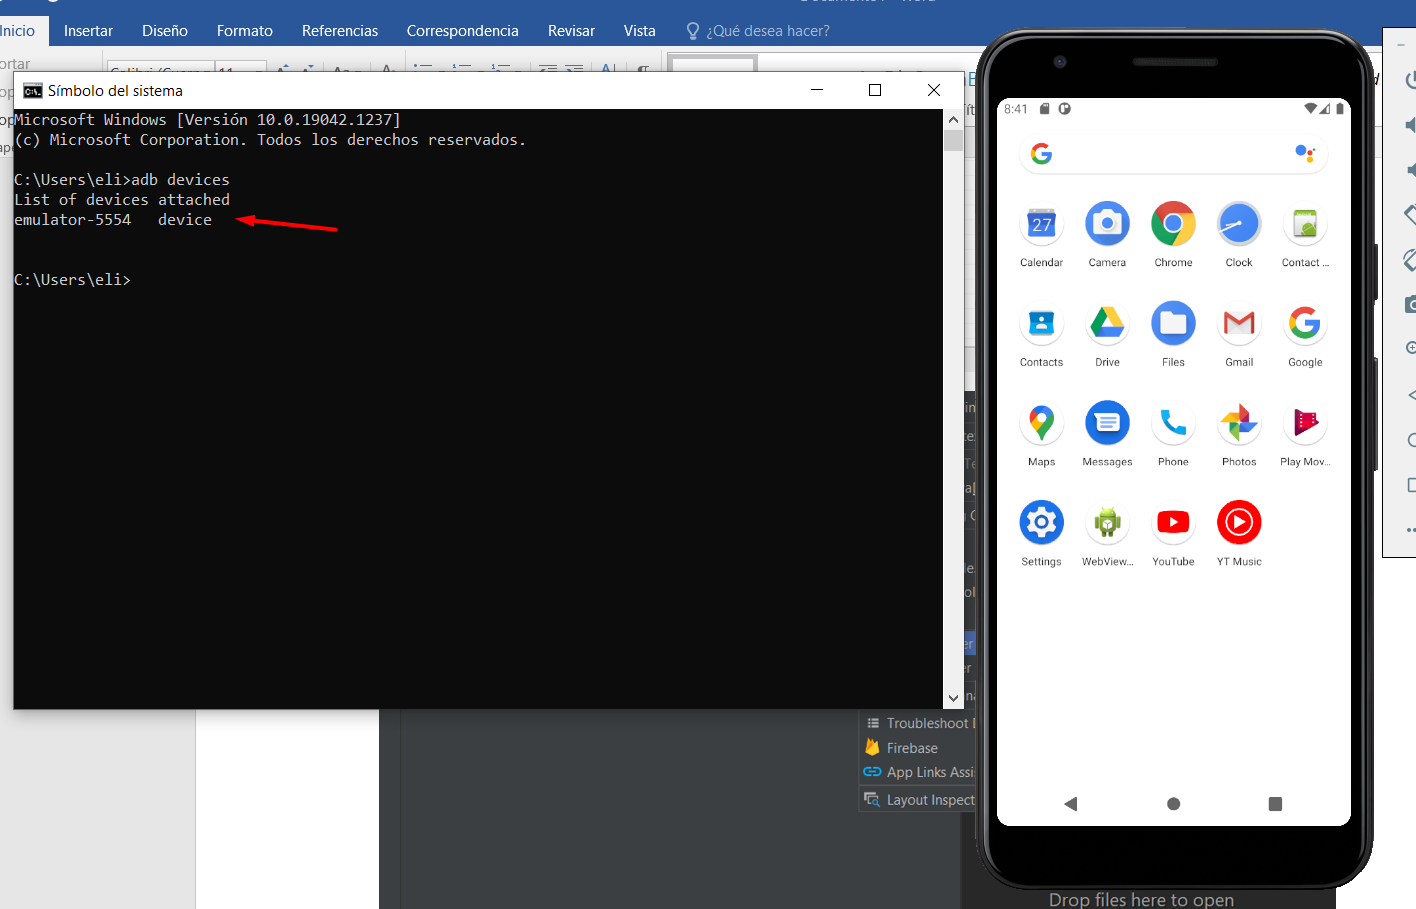 Inicio Insertar Diseño Formato Referencias Correspondencia Revisar Vista ¿Qué desea hacer?
Símbolo del sistema
Microsoft Windows [Versión 10.0.19042.1237]
(c) Microsoft Corporation. Todos los derechos reservados.
C:\Users\eli>adb devices
List of devices attached
emulator-5554 device
C:\Users\eli>
Troubleshoot
Firebase
App Links Assi
Layout Inspect
8:41
27
Calendar Camera Chrome Clock Contact ...
Contacts Drive Files Gmail Google
Maps Messages Phone Photos Play Mov...
Settings WebView... YouTube YT Music
Drop files here to open